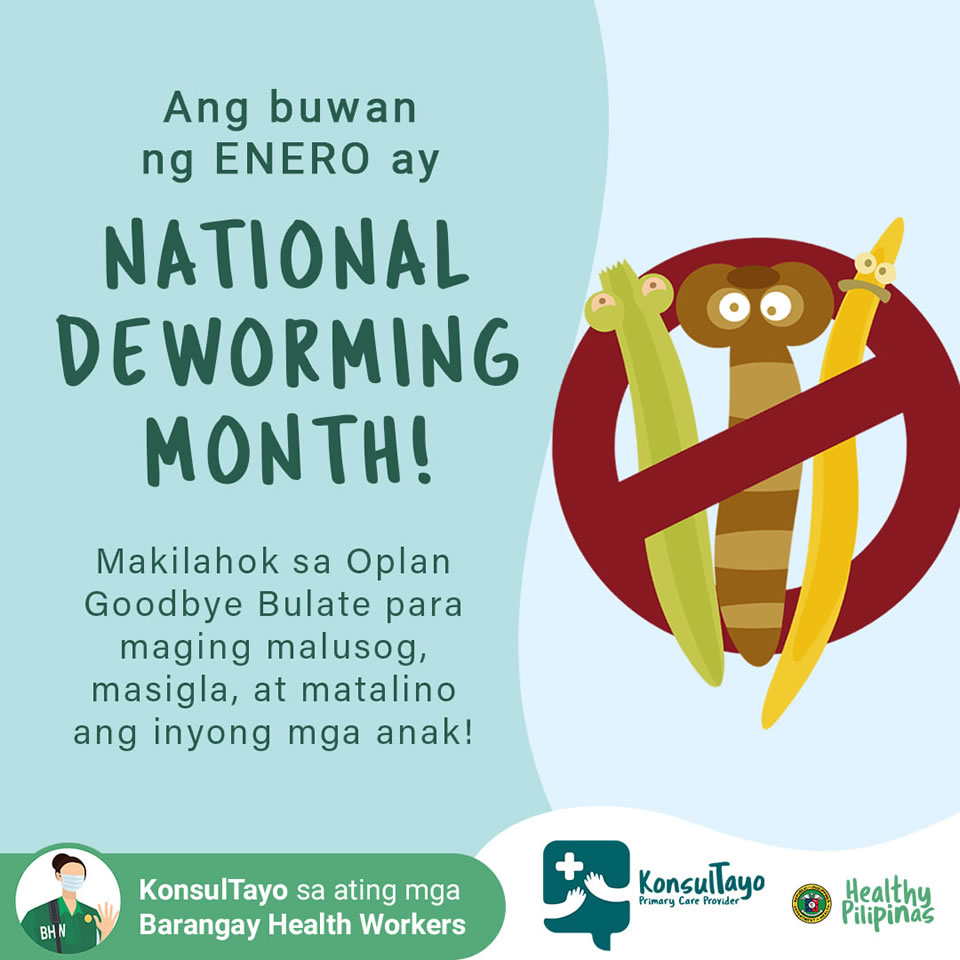 Ang buwan
ng ENERO ay
NATIONAL
DEWORMING
MONTH!
Makilahok sa Oplan
Goodbye Bulate para
maging malusog,
masigla, at matalino
ang inyong mga anak!
KonsulTayo sa ating mga
Barangay Health Workers
KonsulTayo
Primary Care Provider
Healthy
Pilipinas